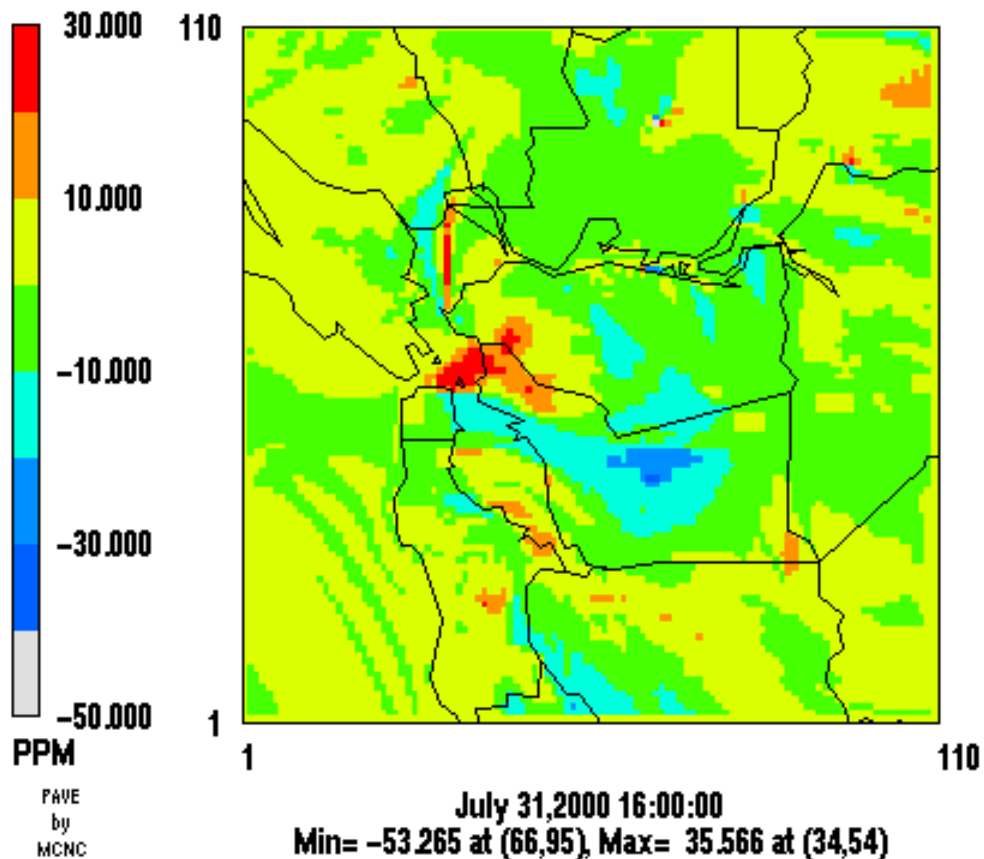 30.000
110
10.000
−10.000
−30.000
−50.000
1
PPM
1
110
PAVE
by
MCNC
July 31,2000 16:00:00
Min= −53.265 at (66,95), Max= 35.566 at (34,54)